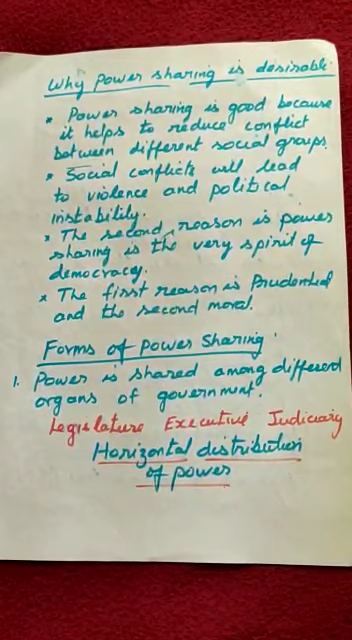 Why power sharing is desirable
* Power sharing is good because
it helps to reduce conflict
between different social groups.
* Social conflicts will lead
to violence and political
instability.
* The second reason is power
sharing is the very spirit of
democracy.
* The first reason is Prudential
and the second moral.
Forms of Power Sharing.
1. Power is shared among different
organs of government.
Legislature Executive Judiciary
Horizontal distribution
of power